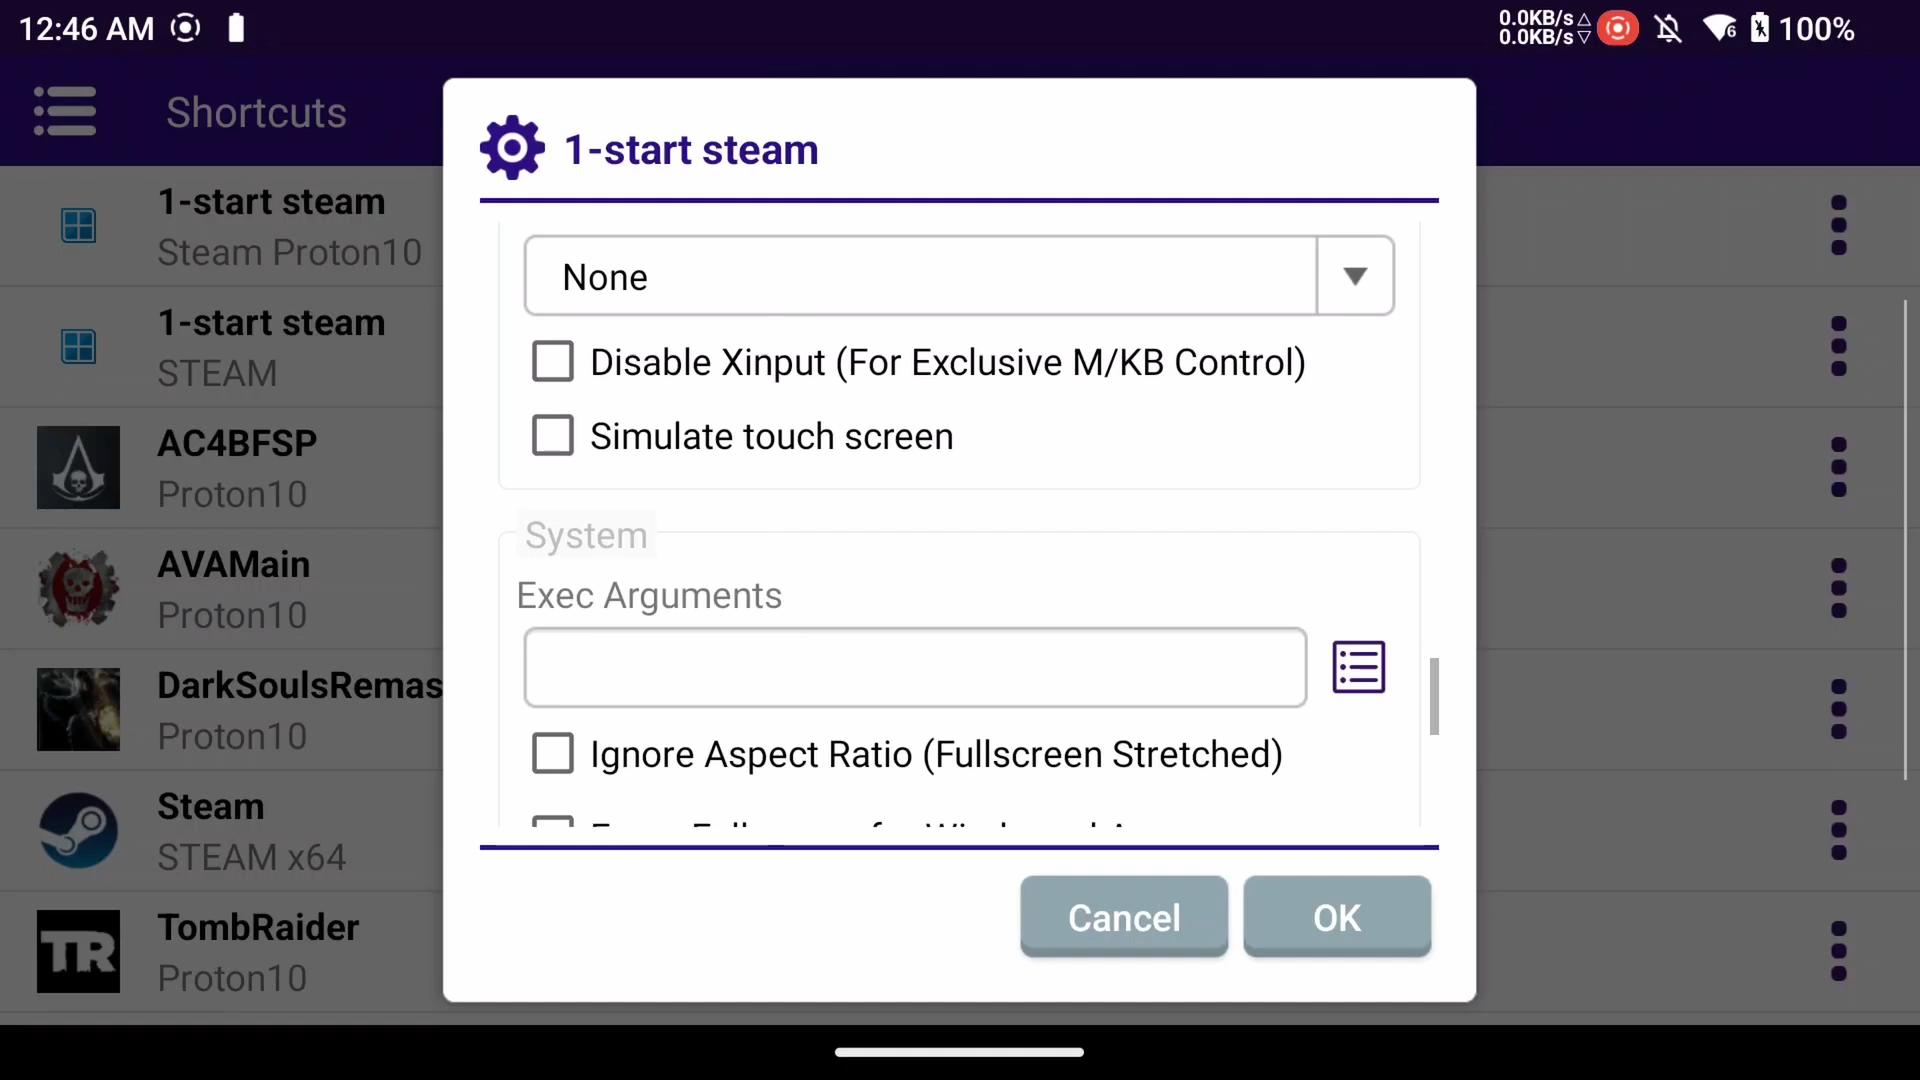 12:46 AM
0.0KB/s
0.0KB/s
6
100%
Shortcuts
1-start steam
Steam Proton10
1-start steam
STEAM
AC4BFSP
Proton10
AVAMain
Proton10
DarkSoulsRemas
Proton10
Steam
STEAM x64
TR
TombRaider
Proton10
1-start steam
None
Disable Xinput (For Exclusive M/KB Control)
Simulate touch screen
System
Exec Arguments
Ignore Aspect Ratio (Fullscreen Stretched)
Cancel
OK